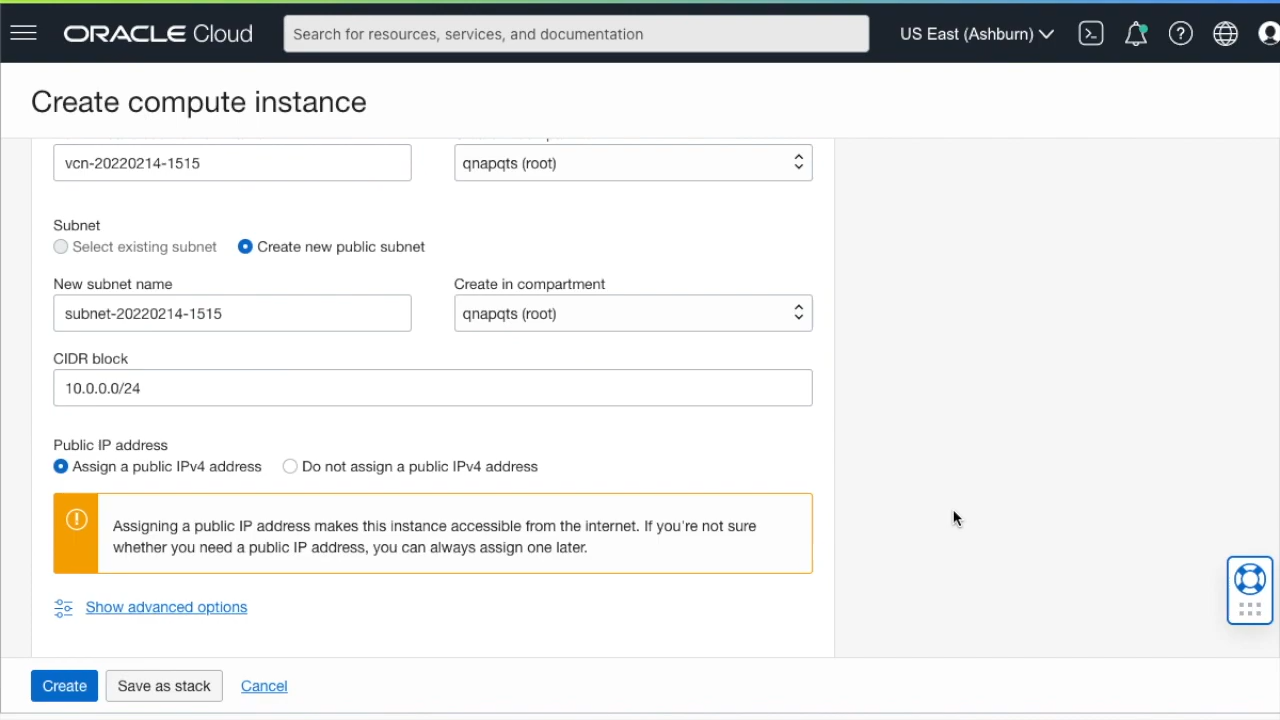 ORACLE Cloud
Search for resources, services, and documentation
US East (Ashburn)
Create compute instance
vcn-20220214-1515
qnapqts (root)
Subnet
Select existing subnet
Create new public subnet
New subnet name
Create in compartment
subnet-20220214-1515
qnapqts (root)
CIDR block
10.0.0.0/24
Public IP address
Assign a public IPv4 address
Do not assign a public IPv4 address
Assigning a public IP address makes this instance accessible from the internet. If you're not sure
whether you need a public IP address, you can always assign one later.
Show advanced options
Create
Save as stack
Cancel